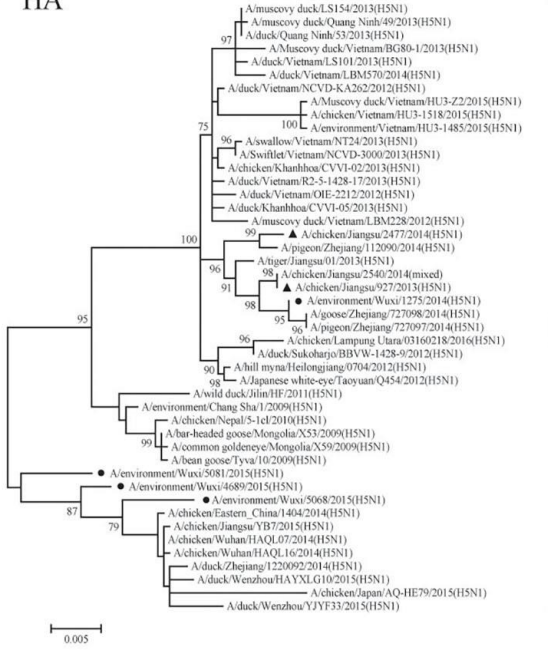 HA
A/muscovy duck/LS154/2013(H5N1)
A/muscovy duck/Quang Ninh/49/2013(H5N1)
A/duck/Quang Ninh/53/2013(H5N1)
97
A/Muscovy duck/Vietnam/BG80-1/2013(H5N1)
A/duck/Vietnam/LS101/2013(H5N1)
A/duck/Vietnam/LBM570/2014(H5N1)
A/duck/Vietnam/NCVD-KA262/2012(H5N1)
A/Muscovy duck/Vietnam/HU3-Z2/2015(H5N1)
A/chicken/Vietnam/HU3-1518/2015(H5N1)
100
A/environment/Vietnam/HU3-1485/2015(H5N1)
75
96
A/swallow/Vietnam/NT24/2013(H5N1)
A/Swiftlet/Vietnam/NCVD-3000/2013(H5N1)
A/chicken/Khanhhoa/CVVI-02/2013(H5N1)
A/duck/Vietnam/R2-5-1428-17/2013(H5N1)
A/duck/Vietnam/OIE-2212/2012(H5N1)
A/duck/Khanhhoa/CVVI-05/2013(H5N1)
A/muscovy duck/Vietnam/LBM228/2012(H5N1)
99
A/chicken/Jiangsu/2477/2014(H5N1)
100
A/pigeon/Zhejiang/112090/2014(H5N1)
96
A/tiger/Jiangsu/01/2013(H5N1)
98
A/chicken/Jiangsu/2540/2014(mixed)
91
A/chicken/Jiangsu/927/2013(H5N1)
98
A/environment/Wuxi/1275/2014(H5N1)
A/goose/Zhejiang/727098/2014(H5N1)
95
96
A/pigeon/Zhejiang/727097/2014(H5N1)
95
96
A/chicken/Lampung Utara/03160218/2016(H5N1)
A/duck/Sukoharjo/BBVW-1428-9/2012(H5N1)
90
A/hill myna/Heilongjiang/0704/2012(H5N1)
98
A/Japanese white-eye/Taoyuan/Q454/2012(H5N1)
A/wild duck/Jilin/HF/2011(H5N1)
A/environment/Chang Sha/1/2009(H5N1)
A/chicken/Nepal/5-1cl/2010(H5N1)
A/bar-headed goose/Mongolia/X53/2009(H5N1)
99
A/common goldeneye/Mongolia/X59/2009(H5N1)
A/bean goose/Tyva/10/2009(H5N1)
A/environment/Wuxi/5081/2015(H5N1)
A/environment/Wuxi/4689/2015(H5N1)
87
A/environment/Wuxi/5068/2015(H5N1)
79
A/chicken/Eastern_China/1404/2014(H5N1)
A/chicken/Jiangsu/YB7/2015(H5N1)
A/chicken/Wuhan/HAQL07/2014(H5N1)
A/chicken/Wuhan/HAQL16/2014(H5N1)
A/duck/Zhejiang/1220092/2014(H5N1)
A/duck/Wenzhou/HAYXLG10/2015(H5N1)
A/chicken/Japan/AQ-HE79/2015(H5N1)
A/duck/Wenzhou/YJYF33/2015(H5N1)
0.005